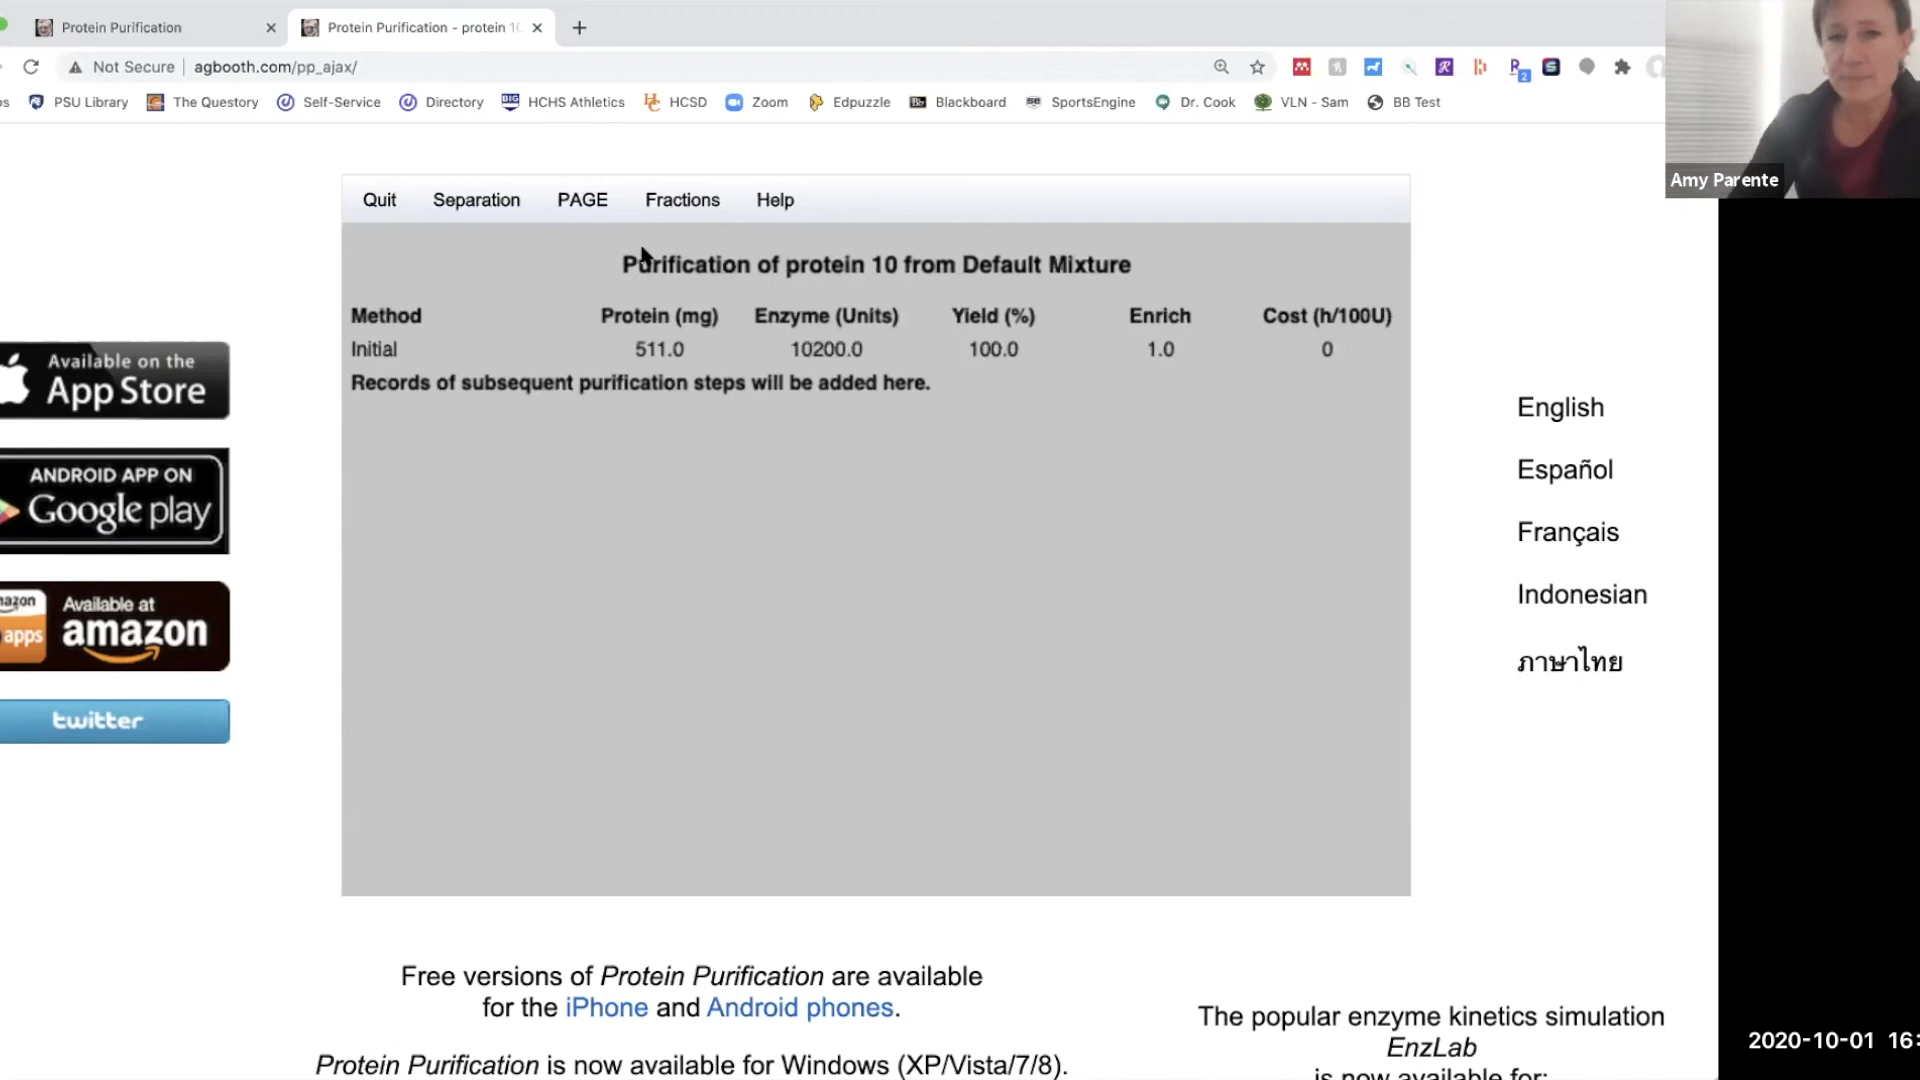 Protein Purification
Protein Purification - protein 10
Not Secure
agbooth.com/pp_ajax/
PSU Library
The Questory
Self-Service
Directory
HCHS Athletics
HCSD
Zoom
Edpuzzle
Blackboard
SportsEngine
Dr. Cook
VLN - Sam
BB Test
Amy Parente
Quit
Separation
PAGE
Fractions
Help
Purification of protein 10 from Default Mixture
Method Protein (mg) Enzyme (Units) Yield (%) Enrich Cost (h/100U)
Initial 511.0 10200.0 100.0 1.0 0
Records of subsequent purification steps will be added here.
Available on the
App Store
ANDROID APP ON
Google play
apps
Available at
amazon
twitter
English
Español
Français
Indonesian
ภาษาไทย
Free versions of Protein Purification are available
for the iPhone and Android phones.
Protein Purification is now available for Windows (XP/Vista/7/8).
The popular enzyme kinetics simulation
EnzLab
is now available for:
2020-10-01 16: